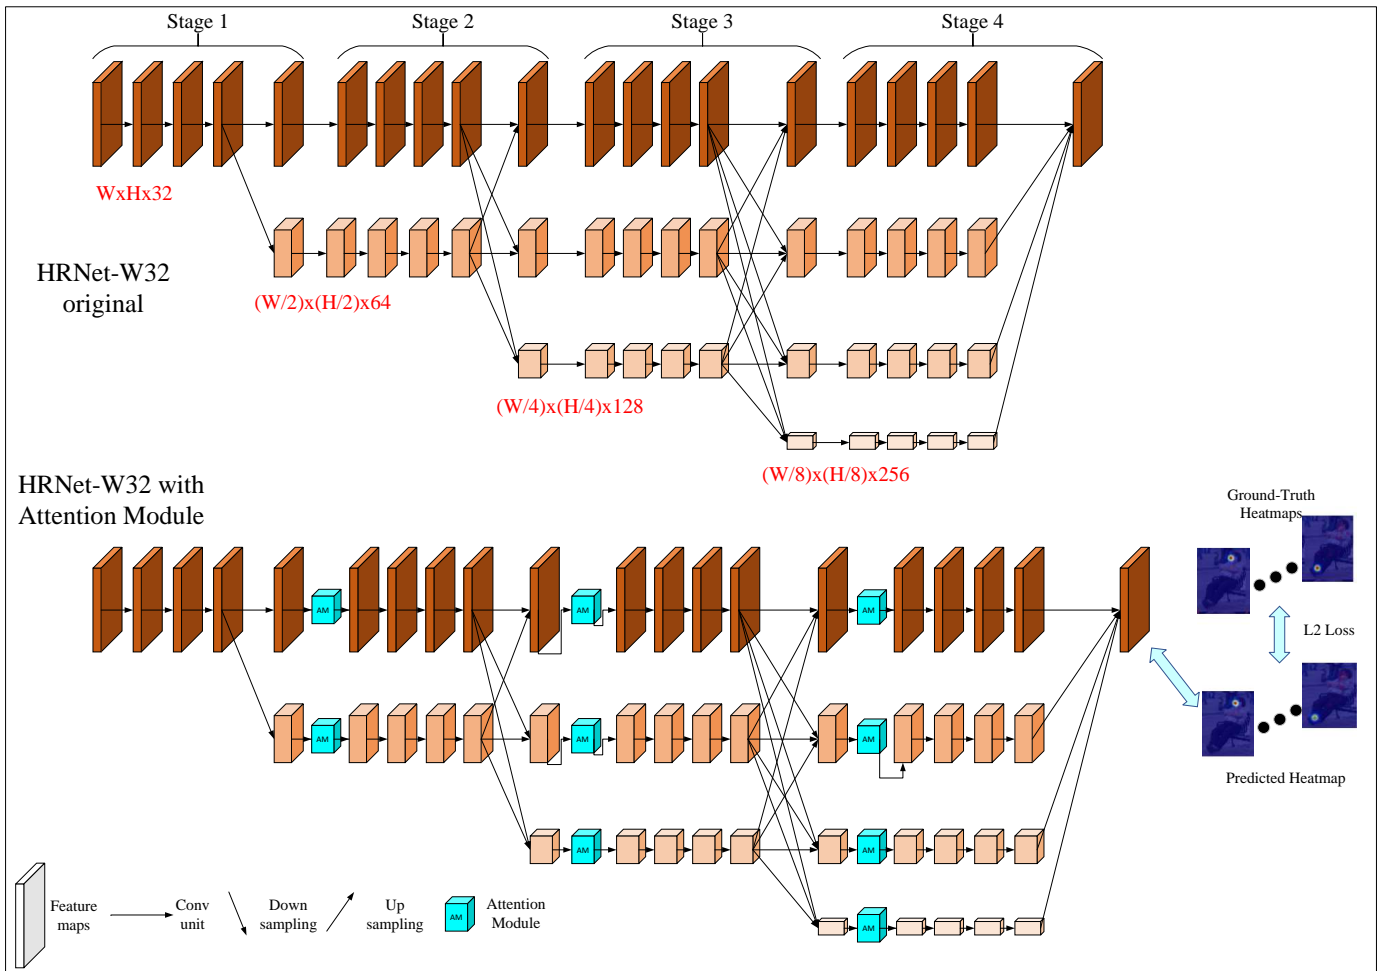 Stage 1
Stage 2
Stage 3
Stage 4
WxHx32
HRNet-W32
original
(W/2)x(H/2)x64
(W/4)x(H/4)x128
(W/8)x(H/8)x256
HRNet-W32 with
Attention Module
Ground-Truth
Heatmaps
AM
AM
AM
L2 Loss
AM
AM
AM
Predicted Heatmap
AM
AM
AM
Feature
maps
Conv
unit
Down
sampling
Up
sampling
AM
Attention
Module